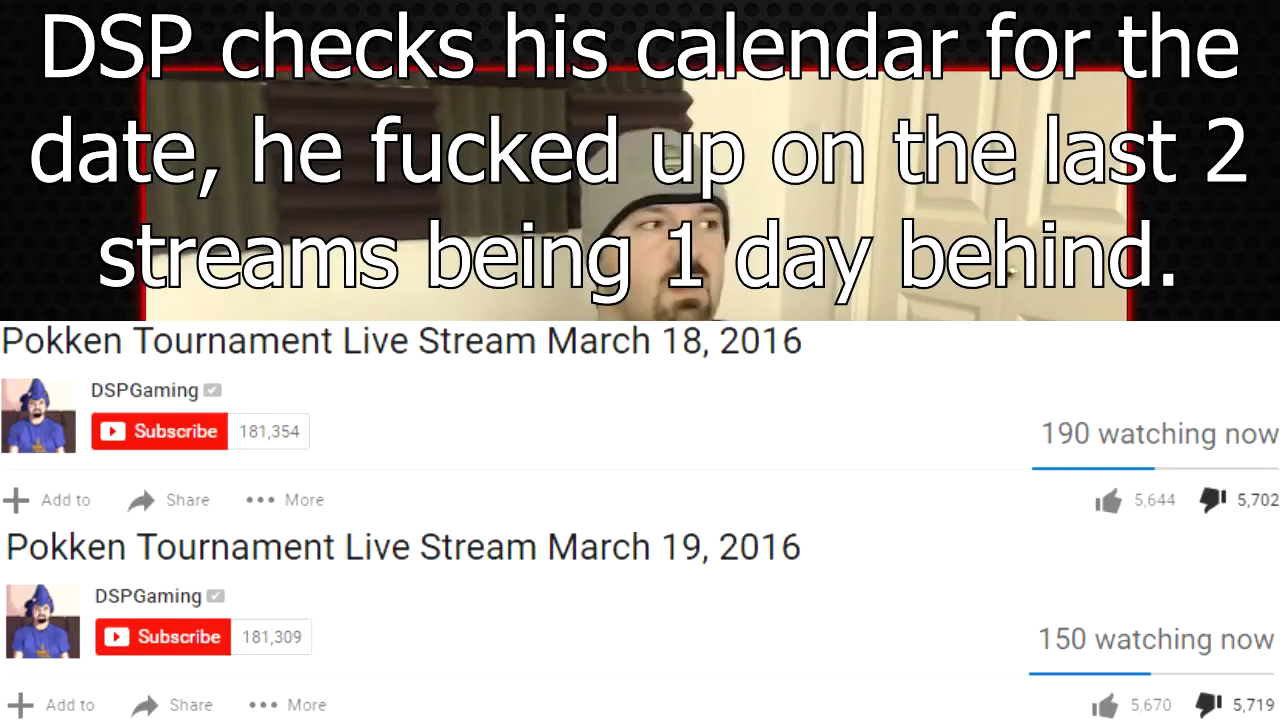 DSP checks his calendar for the
date, he fucked up on the last 2
streams being 1 day behind.
Pokken Tournament Live Stream March 18, 2016
DSPGaming
Subscribe 181,354
190 watching now
Add to Share More
5,644 5,702
Pokken Tournament Live Stream March 19, 2016
DSPGaming
Subscribe 181,309
150 watching now
Add to Share More
5,670 5,719